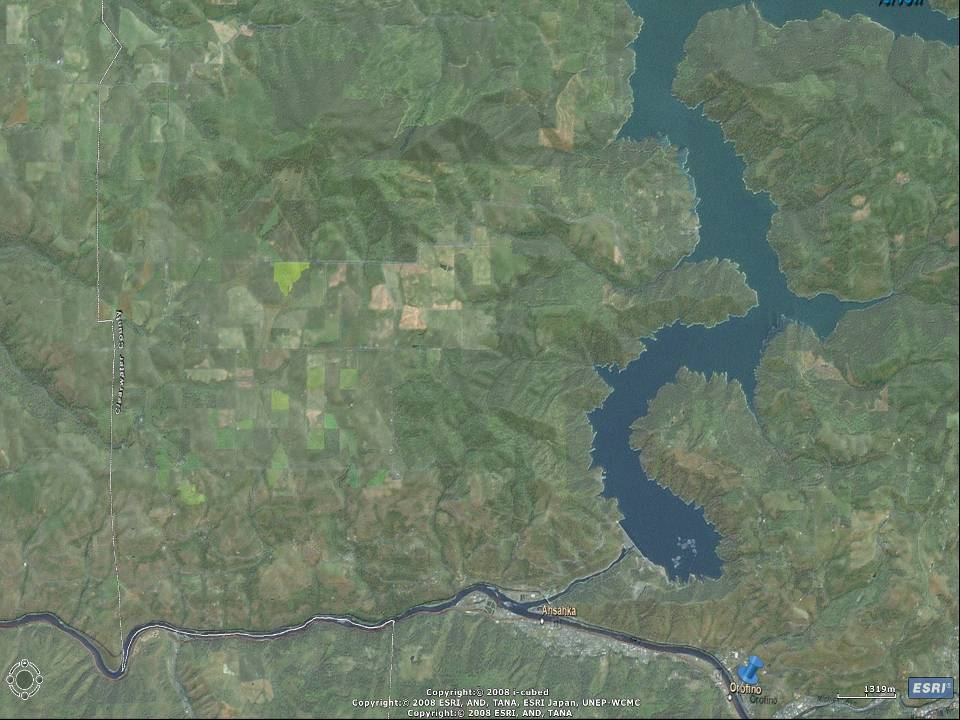 Clearwater County
Ahsahka
Orofino
Orofino
1319m
ESRI
Copyright:© 2008 i-cubed
Copyright:© 2008 ESRI, AND, TANA, ESRI Japan, UNEP-WCMC
Copyright:© 2008 ESRI, AND, TANA